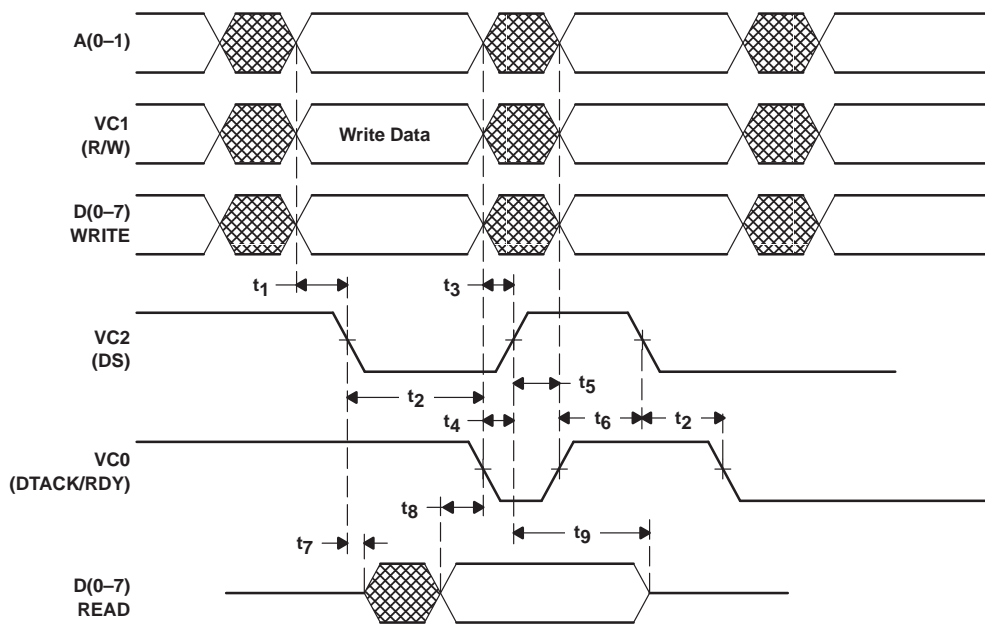 A(0–1)
VC1
(R/W)
Write Data
D(0–7)
WRITE
t1
t3
VC2
(DS)
t2
t5
t4
t6
t2
VC0
(DTACK/RDY)
t8
t9
t7
D(0–7)
READ